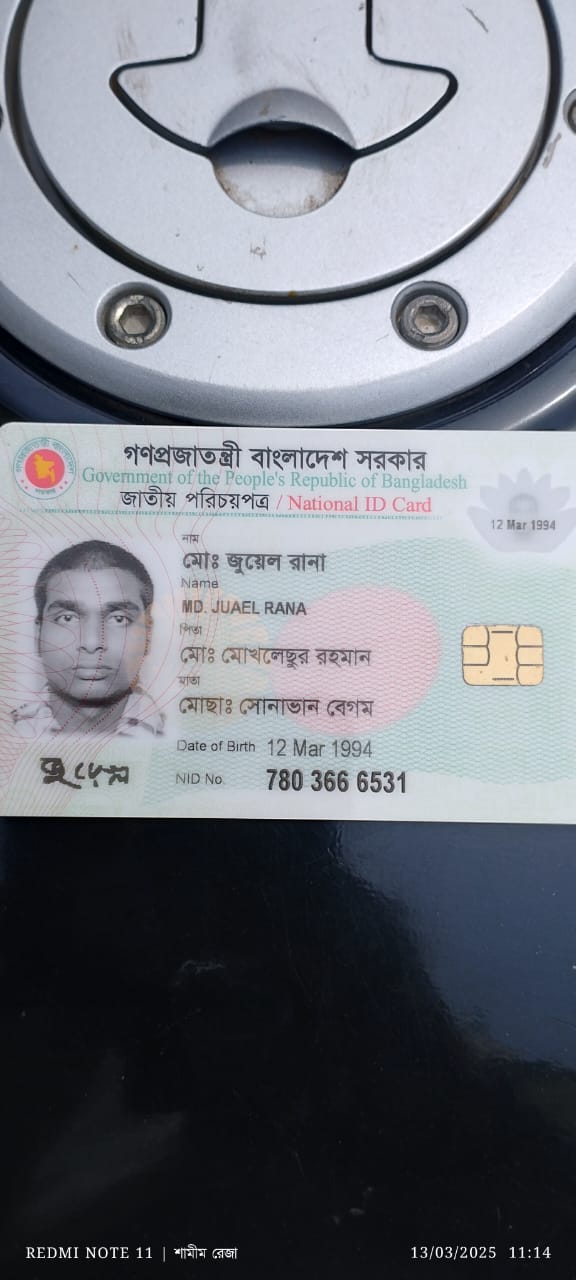 গণপ্রজাতন্ত্রী বাংলাদেশ সরকার
Government of the People's Republic of Bangladesh
জাতীয় পরিচয়পত্র / National ID Card
12 Mar 1994
নাম
মোঃ জুয়েল রানা
Name
MD. JUAEL RANA
পিতা
মোঃ মোখলেছুর রহমান
মাতা
মোছাঃ সোনাভান বেগম
Date of Birth 12 Mar 1994
জুয়েল
NID No. 780 366 6531
REDMI NOTE 11 | শামীম রেজা
13/03/2025 11:14